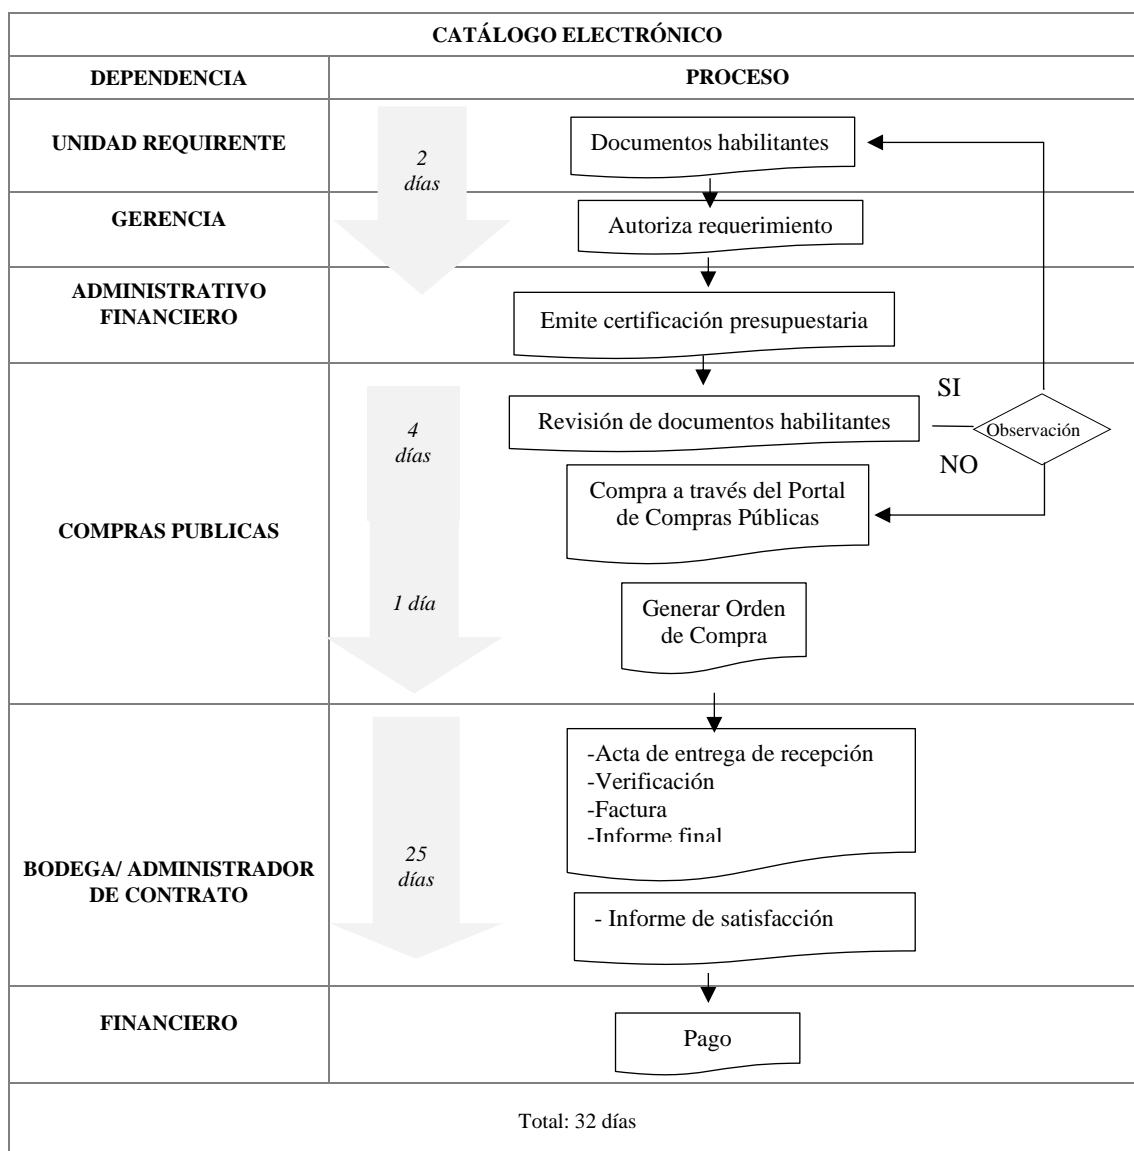 CATÁLOGO ELECTRÓNICO
DEPENDENCIA
PROCESO
UNIDAD REQUIRENTE
2
días
Documentos habilitantes
GERENCIA
Autoriza requerimiento
ADMINISTRATIVO
FINANCIERO
Emite certificación presupuestaria
COMPRAS PUBLICAS
4
días
Revisión de documentos habilitantes
SI
Observación
NO
Compra a través del Portal
de Compras Públicas
1 día
Generar Orden
de Compra
BODEGA/ ADMINISTRADOR
DE CONTRATO
25
días
-Acta de entrega de recepción
-Verificación
-Factura
-Informe final
- Informe de satisfacción
FINANCIERO
Pago
Total: 32 días